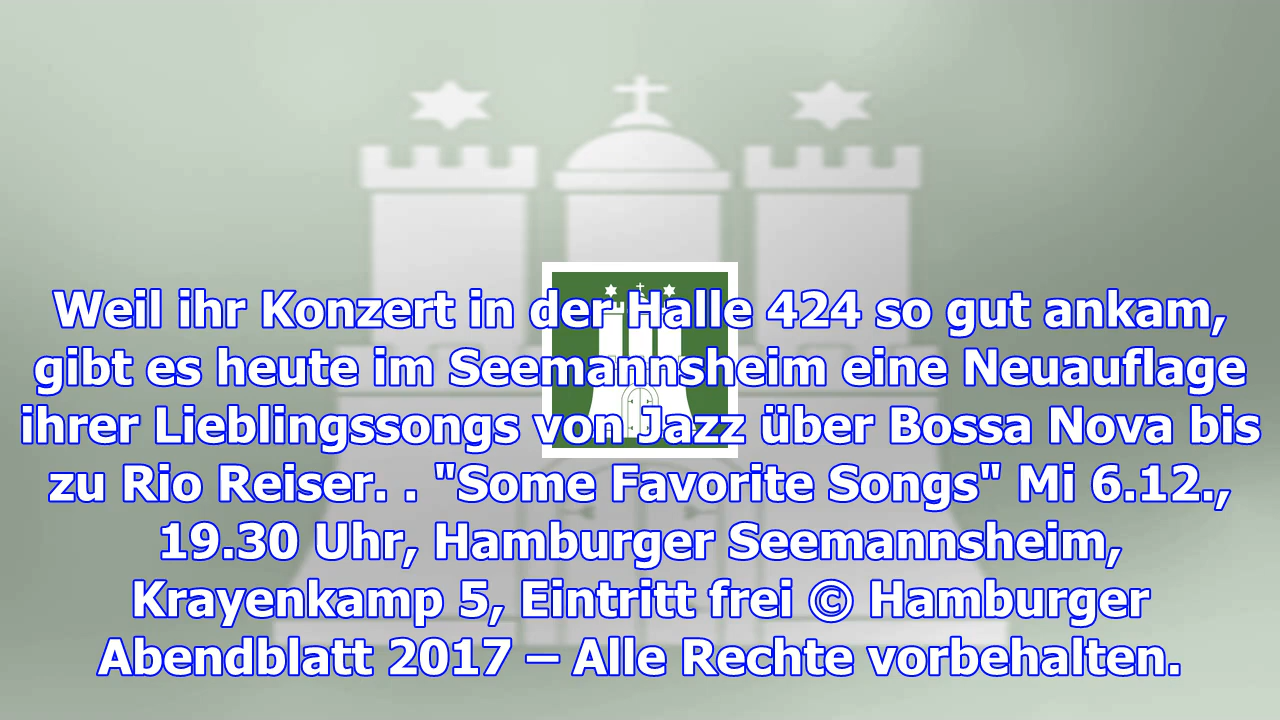 Weil ihr Konzert in der Halle 424 so gut ankam,
gibt es heute im Seemannsheim eine Neuauflage
ihrer Lieblingssongs von Jazz über Bossa Nova bis
zu Rio Reiser. . "Some Favorite Songs" Mi 6.12.,
19.30 Uhr, Hamburger Seemannsheim,
Krayenkamp 5, Eintritt frei © Hamburger
Abendblatt 2017 – Alle Rechte vorbehalten.